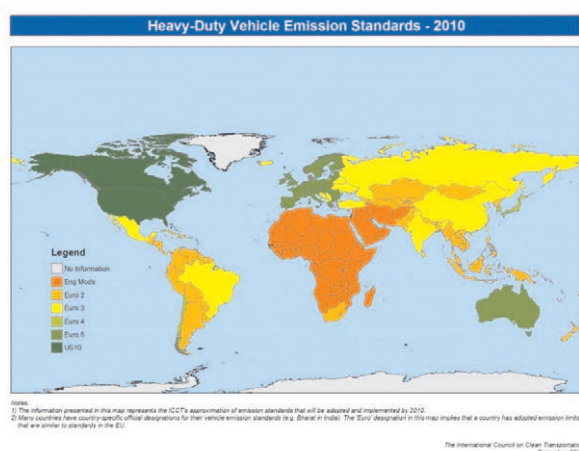 Heavy-Duty Vehicle Emission Standards - 2010
Legend
No Information
Eng Mode
Euro 2
Euro 3
Euro 4
Euro 5
US10
Notes:
1) The information presented in this map represents the ICCT's approximation of emission standards that will be adopted and implemented by 2010.
2) Many countries have country-specific official designations for their vehicle emission standards (e.g. Bharat in India). The 'Euro' designation in this map implies that a country has adopted emission limits
that are similar to standards in the EU.
The International Council on Clean Transportatio